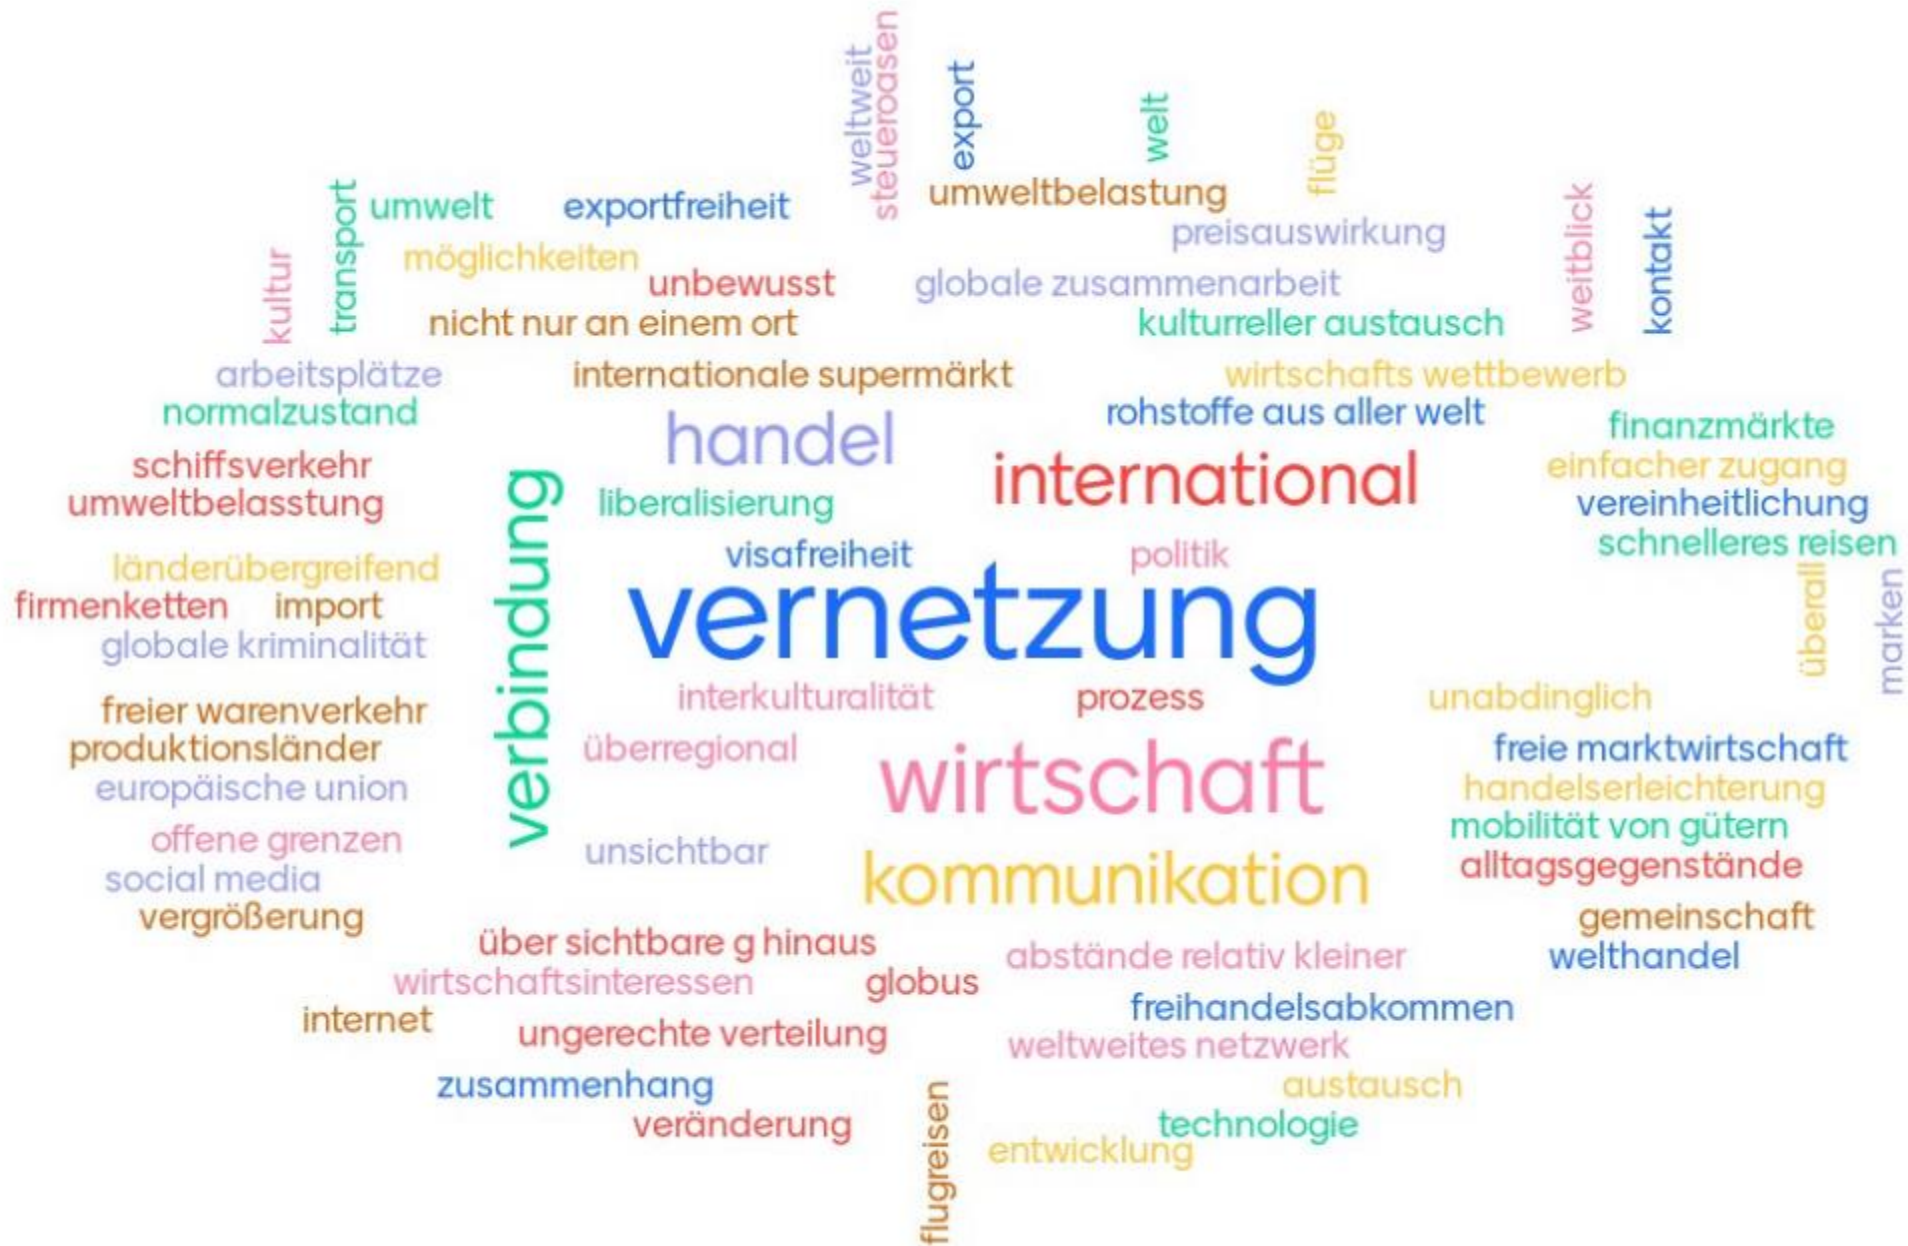 weltweit
steueroasen
export
welt
flüge
umweltbelastung
transport
umwelt
exportfreiheit
preisauswirkung
weitblick
kontakt
kultur
möglichkeiten
unbewusst
globale zusammenarbeit
nicht nur an einem ort
kulturreller austausch
arbeitsplätze
internationale supermärkt
wirtschafts wettbewerb
normalzustand
handel
rohstoffe aus aller welt
finanzmärkte
schiffsverkehr
international
einfacher zugang
umweltbelasstung
verbindung
liberalisierung
vereinheitlichung
visafreiheit
politik
schnelleres reisen
länderübergreifend
firmenketten
import
vernetzung
überall
marken
globale kriminalität
freier warenverkehr
interkulturalität
prozess
unabdinglich
produktionsländer
überregional
wirtschaft
freie marktwirtschaft
europäische union
handelserleichterung
offene grenzen
unsichtbar
mobilität von gütern
social media
kommunikation
alltagsgegenstände
vergrößerung
gemeinschaft
über sichtbare g hinaus
abstände relativ kleiner
welthandel
wirtschaftsinteressen
globus
internet
freihandelsabkommen
ungerechte verteilung
weltweites netzwerk
zusammenhang
austausch
veränderung
flugreisen
technologie
entwicklung